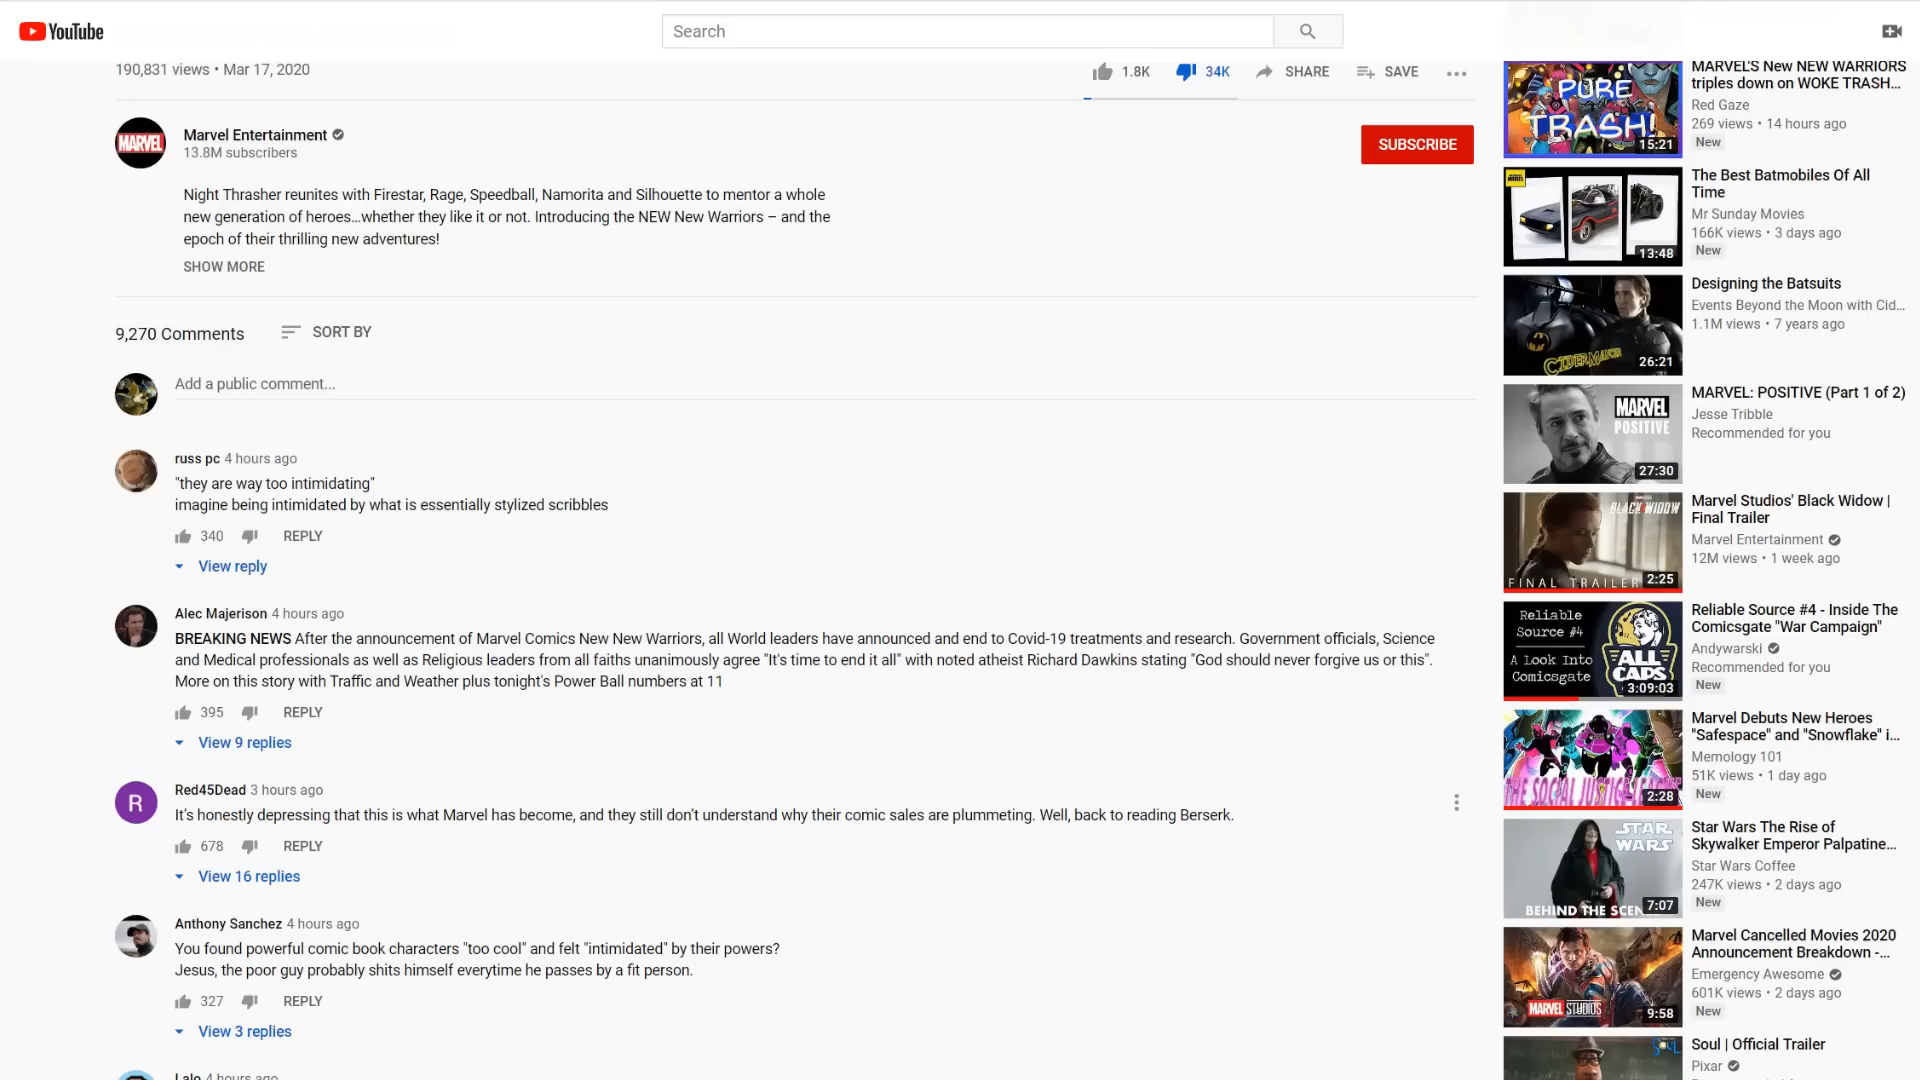 YouTube
Search
190,831 views • Mar 17, 2020
1.8K
34K
SHARE
SAVE
MARVEL
Marvel Entertainment
13.8M subscribers
SUBSCRIBE
Night Thrasher reunites with Firestar, Rage, Speedball, Namorita and Silhouette to mentor a whole
new generation of heroes…whether they like it or not. Introducing the NEW New Warriors – and the
epoch of their thrilling new adventures!
SHOW MORE
9,270 Comments
SORT BY
Add a public comment...
russ pc 4 hours ago
"they are way too intimidating"
imagine being intimidated by what is essentially stylized scribbles
340
REPLY
View reply
Alec Majerison 4 hours ago
BREAKING NEWS After the announcement of Marvel Comics New New Warriors, all World leaders have announced and end to Covid-19 treatments and research. Government officials, Science
and Medical professionals as well as Religious leaders from all faiths unanimously agree "It's time to end it all" with noted atheist Richard Dawkins stating "God should never forgive us or this".
More on this story with Traffic and Weather plus tonight's Power Ball numbers at 11
395
REPLY
View 9 replies
R
Red45Dead 3 hours ago
It's honestly depressing that this is what Marvel has become, and they still don't understand why their comic sales are plummeting. Well, back to reading Berserk.
678
REPLY
View 16 replies
Anthony Sanchez 4 hours ago
You found powerful comic book characters "too cool" and felt "intimidated" by their powers?
Jesus, the poor guy probably shits himself everytime he passes by a fit person.
327
REPLY
View 3 replies
Lalo 4 hours ago
PURE
TRASH!
15:21
MARVEL'S New NEW WARRIORS
triples down on WOKE TRASH...
Red Gaze
269 views • 14 hours ago
New
13:48
The Best Batmobiles Of All
Time
Mr Sunday Movies
166K views • 3 days ago
New
CIDERMAKER
26:21
Designing the Batsuits
Events Beyond the Moon with Cid...
1.1M views • 7 years ago
MARVEL
POSITIVE
27:30
MARVEL: POSITIVE (Part 1 of 2)
Jesse Tribble
Recommended for you
BLACK WIDOW
FINAL TRAILER
2:25
Marvel Studios' Black Widow |
Final Trailer
Marvel Entertainment
12M views • 1 week ago
Reliable
Source #4
A Look Into
Comicsgate
ALL
CAPS
3:09:03
Reliable Source #4 - Inside The
Comicsgate "War Campaign"
Andywarski
Recommended for you
New
THE SOCIAL JUSTICE LEAGUE
2:28
Marvel Debuts New Heroes
"Safespace" and "Snowflake" i...
Memology 101
51K views • 1 day ago
New
STAR
WARS
BEHIND THE SCEN
7:07
Star Wars The Rise of
Skywalker Emperor Palpatine...
Star Wars Coffee
247K views • 2 days ago
New
MARVEL STUDIOS
9:58
Marvel Cancelled Movies 2020
Announcement Breakdown -...
Emergency Awesome
601K views • 2 days ago
New
SOUL
Soul | Official Trailer
Pixar